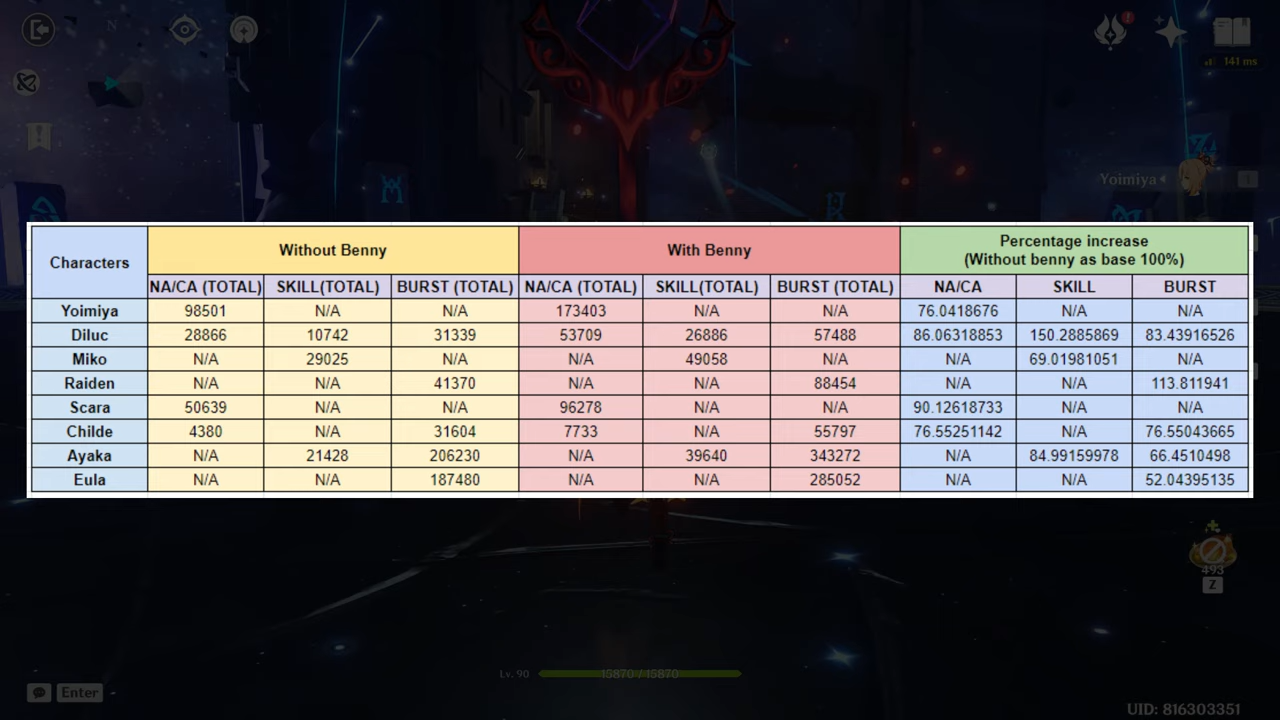 141 ms
Yoimiya
Characters Without Benny With Benny Percentage increase
(Without benny as base 100%)
NA/CA (TOTAL) SKILL(TOTAL) BURST (TOTAL) NA/CA (TOTAL) SKILL(TOTAL) BURST (TOTAL) NA/CA SKILL BURST
Yoimiya 98501 N/A N/A 173403 N/A N/A 76.0418676 N/A N/A
Diluc 28866 10742 31339 53709 26886 57488 86.06318853 150.2885869 83.43916526
Miko N/A 29025 N/A N/A 49058 N/A N/A 69.01981051 N/A
Raiden N/A N/A 41370 N/A N/A 88454 N/A N/A 113.811941
Scara 50639 N/A N/A 96278 N/A N/A 90.12618733 N/A N/A
Childe 4380 N/A 31604 7733 N/A 55797 76.55251142 N/A 76.55043665
Ayaka N/A 21428 206230 N/A 39640 343272 N/A 84.99159978 66.4510498
Eula N/A N/A 187480 N/A N/A 285052 N/A N/A 52.04395135
493
Z
Lv. 90 15870 / 15870
Enter
UID: 816303351